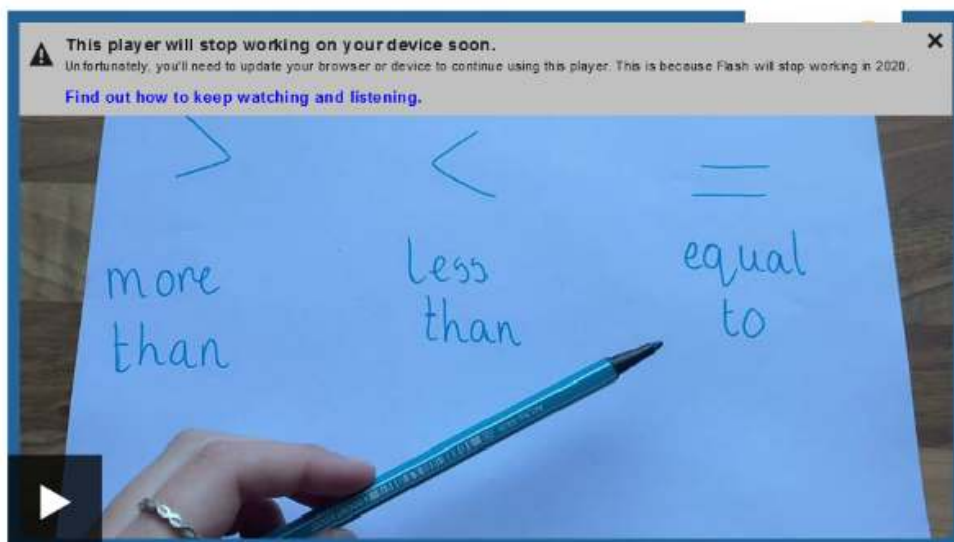 This player will stop working on your device soon.
Unfortunately, you'll need to update your browser or device to continue using this player. This is because Flash will stop working in 2020.
Find out how to keep watching and listening.
> < =
more than
less than
equal to